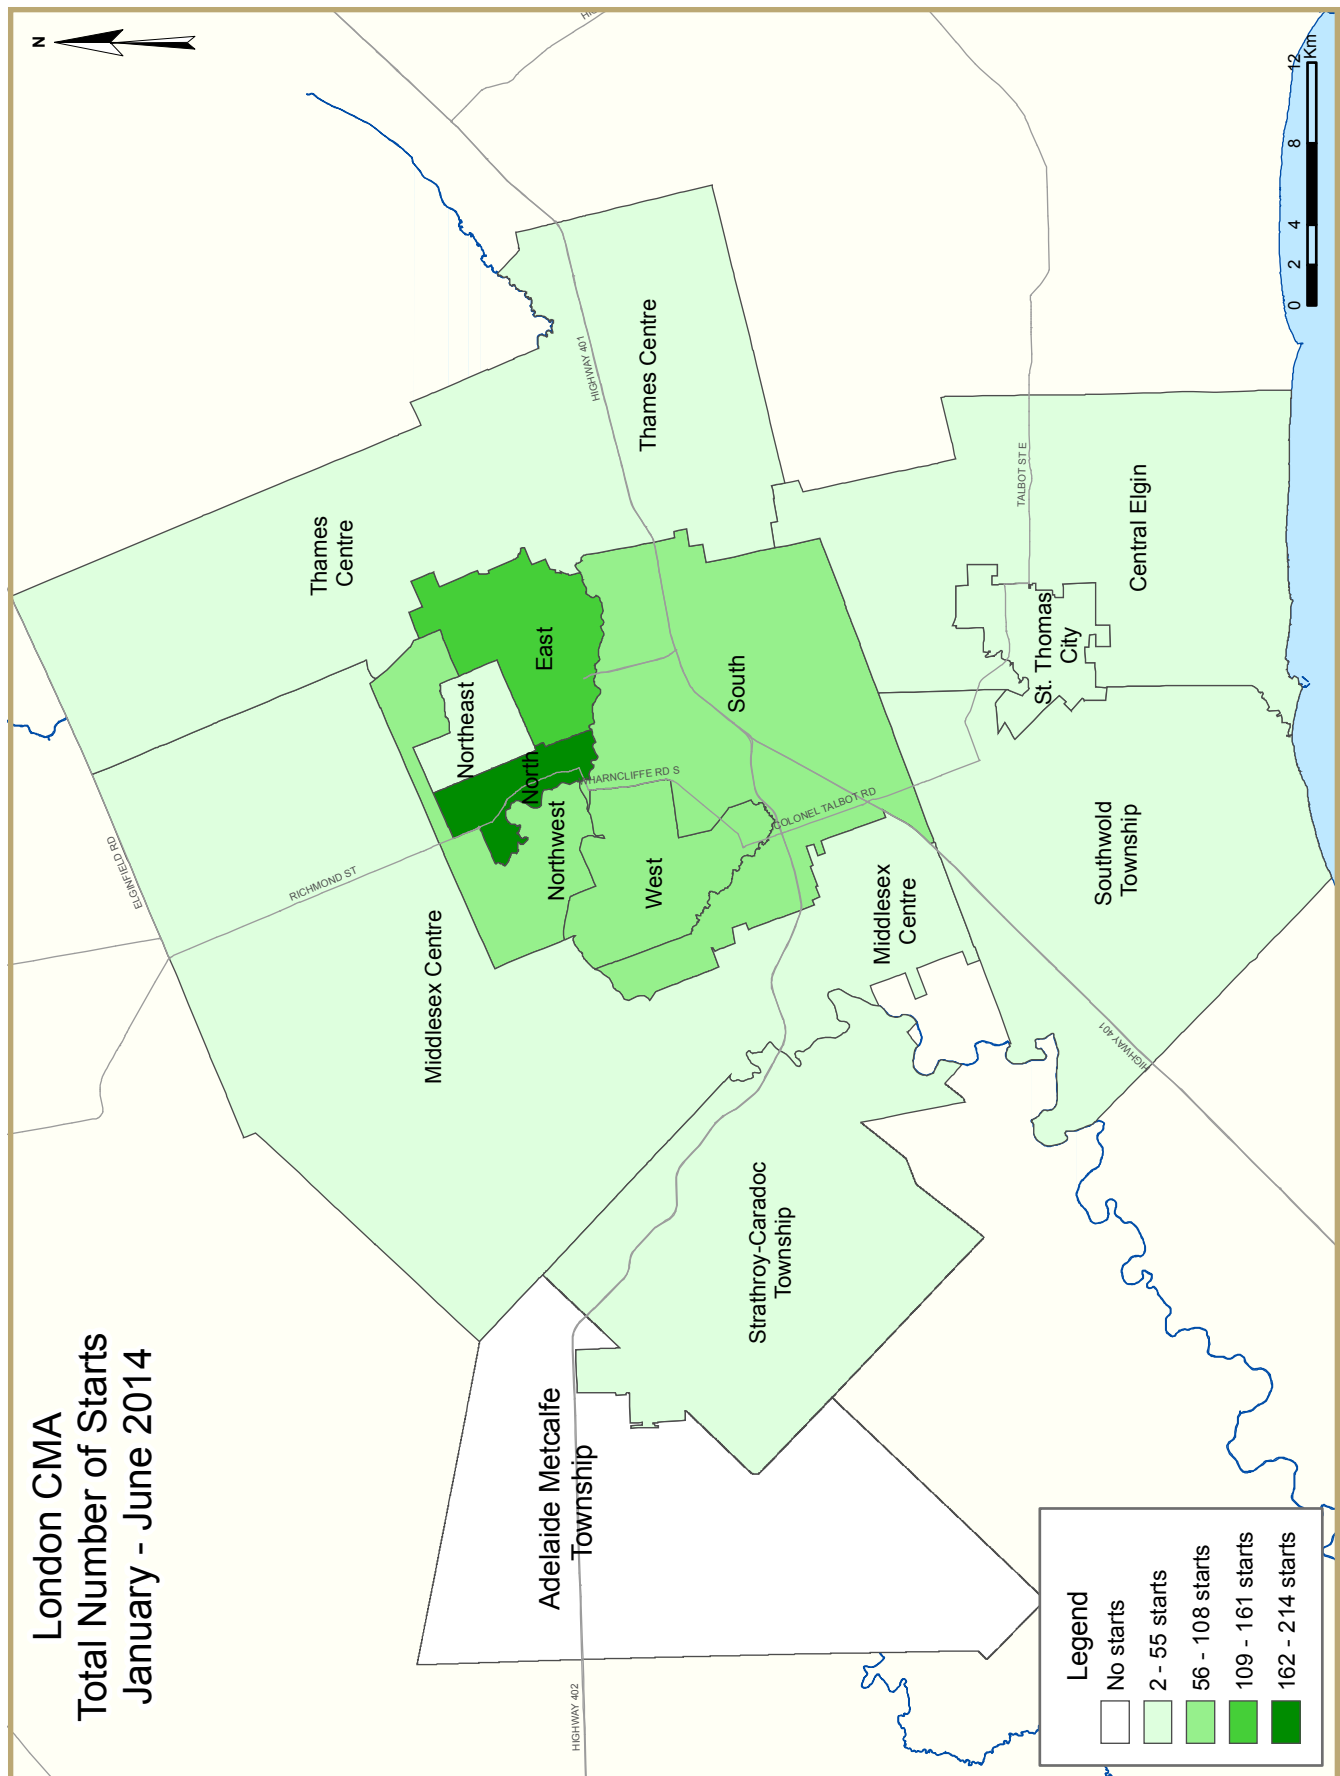 London CMA
Total Number of Starts
January - June 2014
N
ELGINFIELD RD
RICHMOND ST
Middlesex Centre
Thames
Centre
Northeast
North
East
Northwest
WHARNCLIFFE RD S
West
South
HIGHWAY 401
Thames Centre
COLONEL TALBOT RD
Middlesex
Centre
Adelaide Metcalfe
Township
HIGHWAY 402
Strathroy-Caradoc
Township
TALBOT ST E
St. Thomas
City
Central Elgin
Southwold
Township
HIGHWAY 401
Legend
No starts
2 - 55 starts
56 - 108 starts
109 - 161 starts
162 - 214 starts
0 2 4 8 12
Km